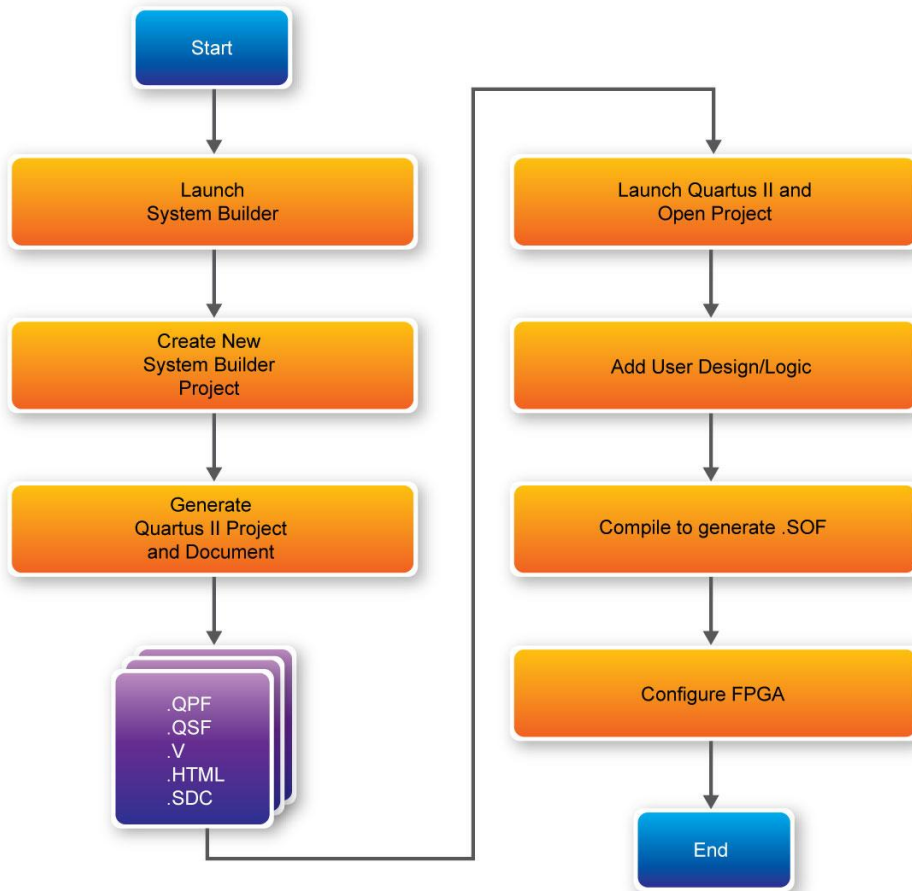 Start
Launch
System Builder
Create New
System Builder
Project
Generate
Quartus II Project
and Document
.QPF
.QSF
.V
.HTML
.SDC
Launch Quartus II and
Open Project
Add User Design/Logic
Compile to generate .SOF
Configure FPGA
End